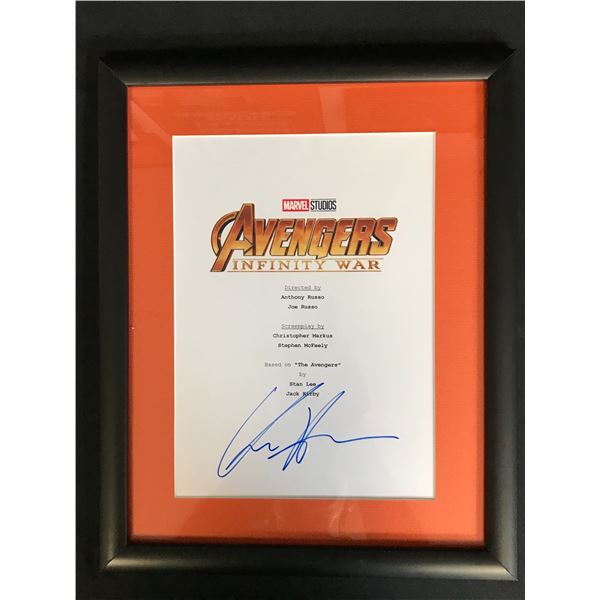 MARVEL STUDIOS
AVENGERS
INFINITY WAR
Directed by
Anthony Russo
Joe Russo
Screenplay by
Christopher Markus
Stephen McFeely
Based on "The Avengers"
by
Stan Lee
Jack Kirby